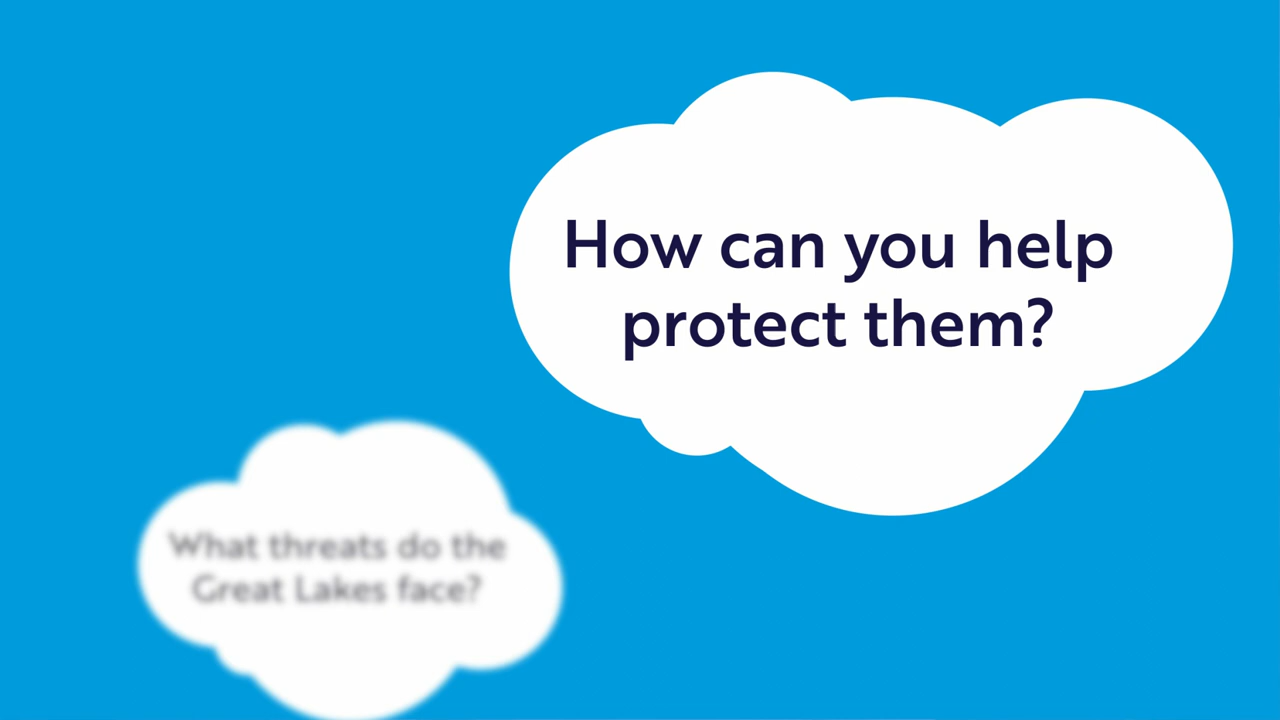 How can you help
protect them?
What threats do the
Great Lakes face?